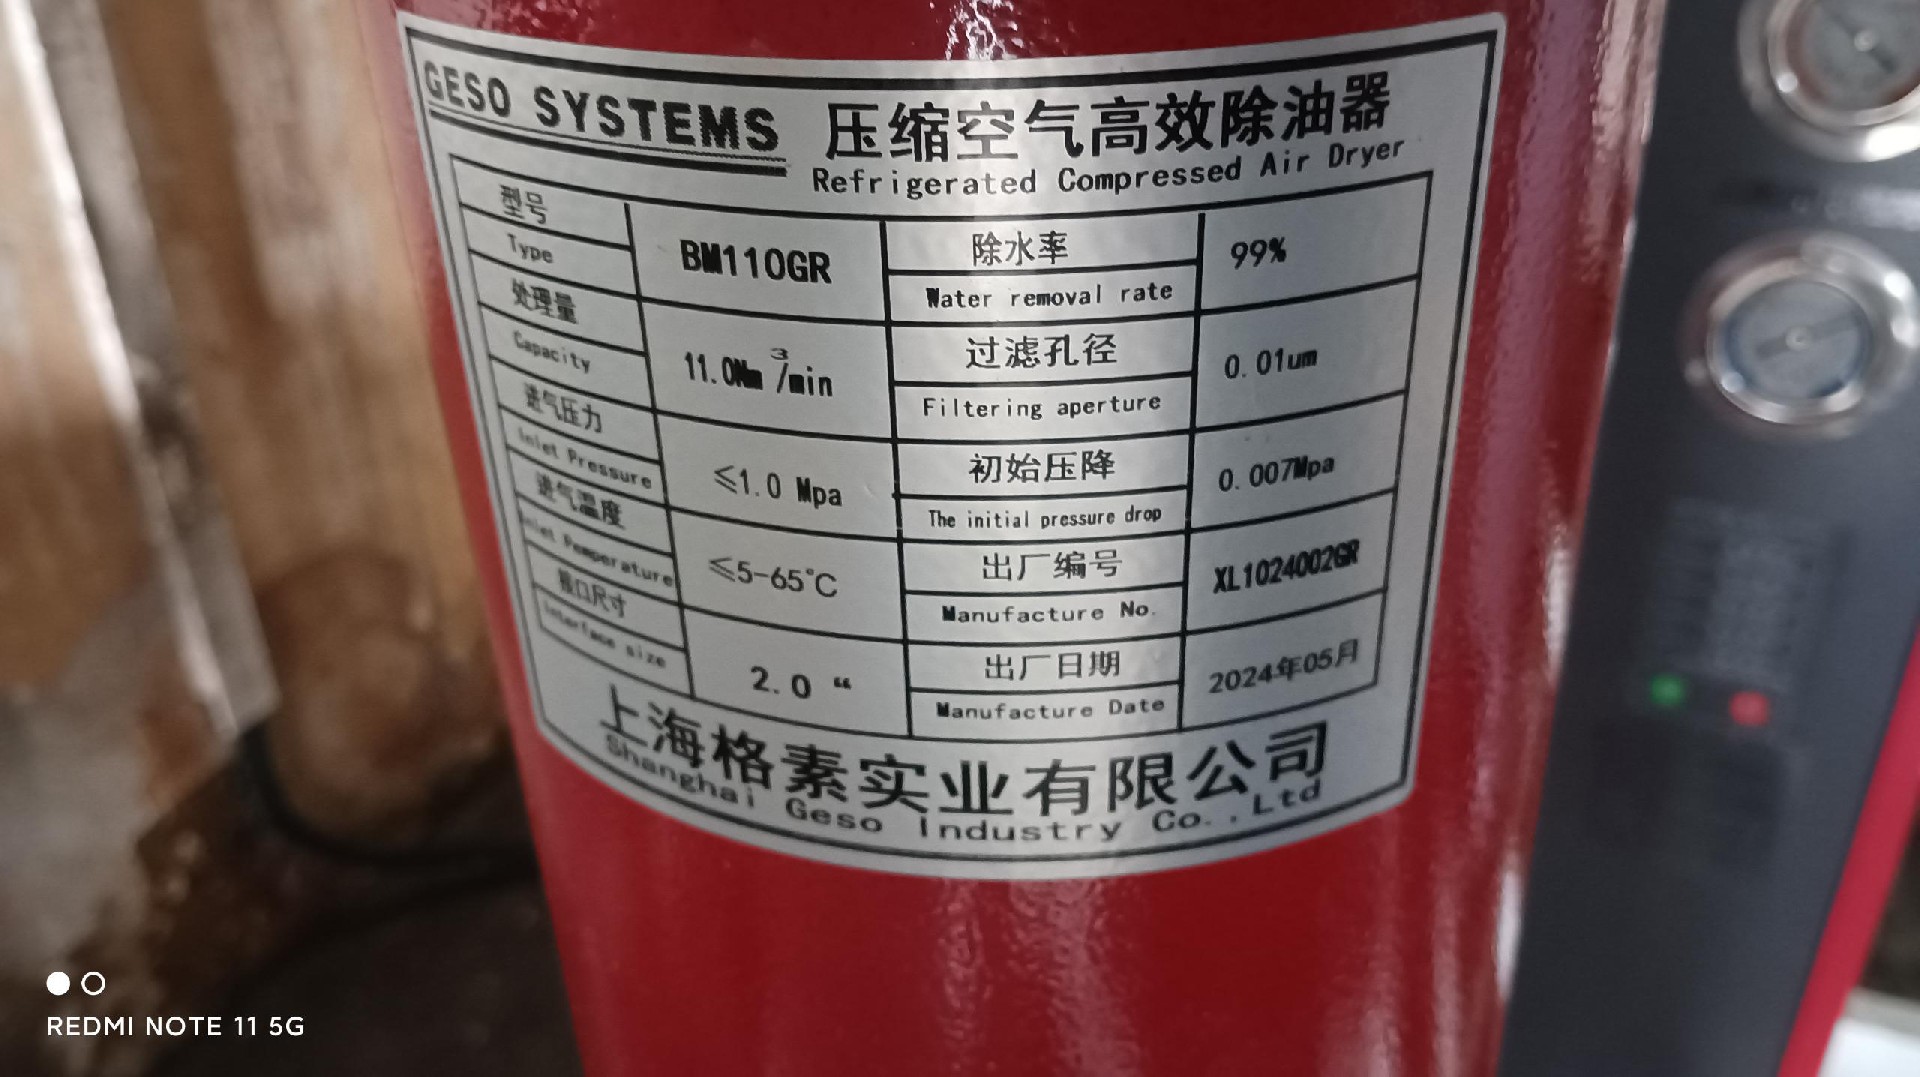 GESO SYSTEMS
压缩空气高效除油器
Refrigerated Compressed Air Dryer
型号
Type
BM110GR
除水率
Water removal rate
99%
处理量
Capacity
11.0Nm³/min
过滤孔径
Filtering aperture
0.01um
进气压力
Inlet Pressure
≤1.0 Mpa
初始压降
The initial pressure drop
0.007Mpa
进气温度
Inlet Pemperature
≤5-65℃
出厂编号
Manufacture No.
XL1024002GR
接口尺寸
Interface size
2.0 “
出厂日期
Manufacture Date
2024年05月
上海格素实业有限公司
Shanghai Geso Industry Co.,Ltd
REDMI NOTE 11 5G